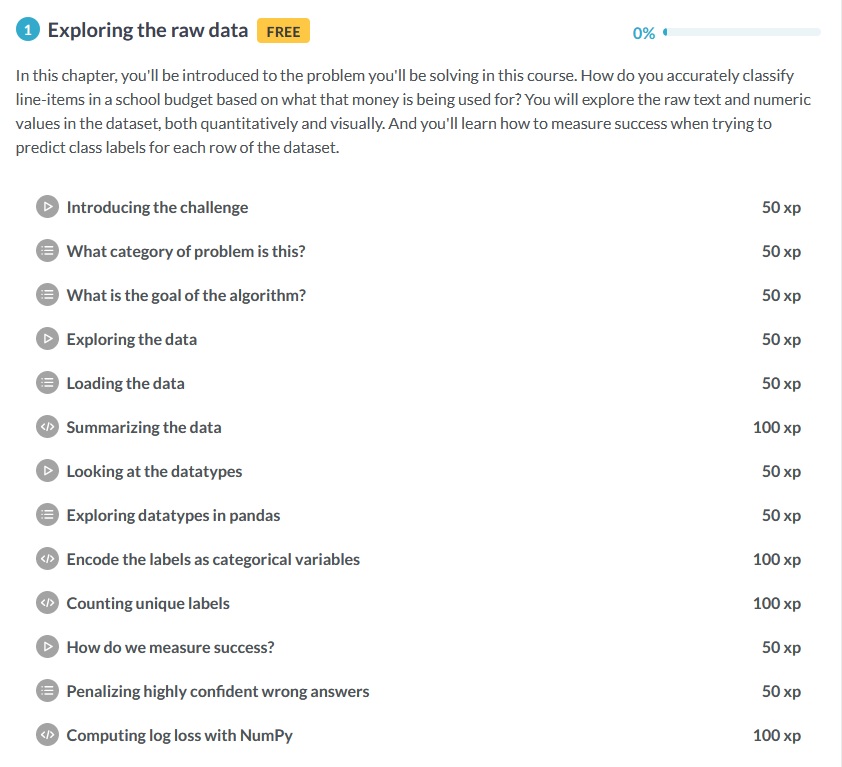 1 Exploring the raw data FREE 0%
In this chapter, you'll be introduced to the problem you'll be solving in this course. How do you accurately classify
line-items in a school budget based on what that money is being used for? You will explore the raw text and numeric
values in the dataset, both quantitatively and visually. And you'll learn how to measure success when trying to
predict class labels for each row of the dataset.
Introducing the challenge 50 xp
What category of problem is this? 50 xp
What is the goal of the algorithm? 50 xp
Exploring the data 50 xp
Loading the data 50 xp
</> Summarizing the data 100 xp
Looking at the datatypes 50 xp
Exploring datatypes in pandas 50 xp
</> Encode the labels as categorical variables 100 xp
</> Counting unique labels 100 xp
How do we measure success? 50 xp
Penalizing highly confident wrong answers 50 xp
</> Computing log loss with NumPy 100 xp